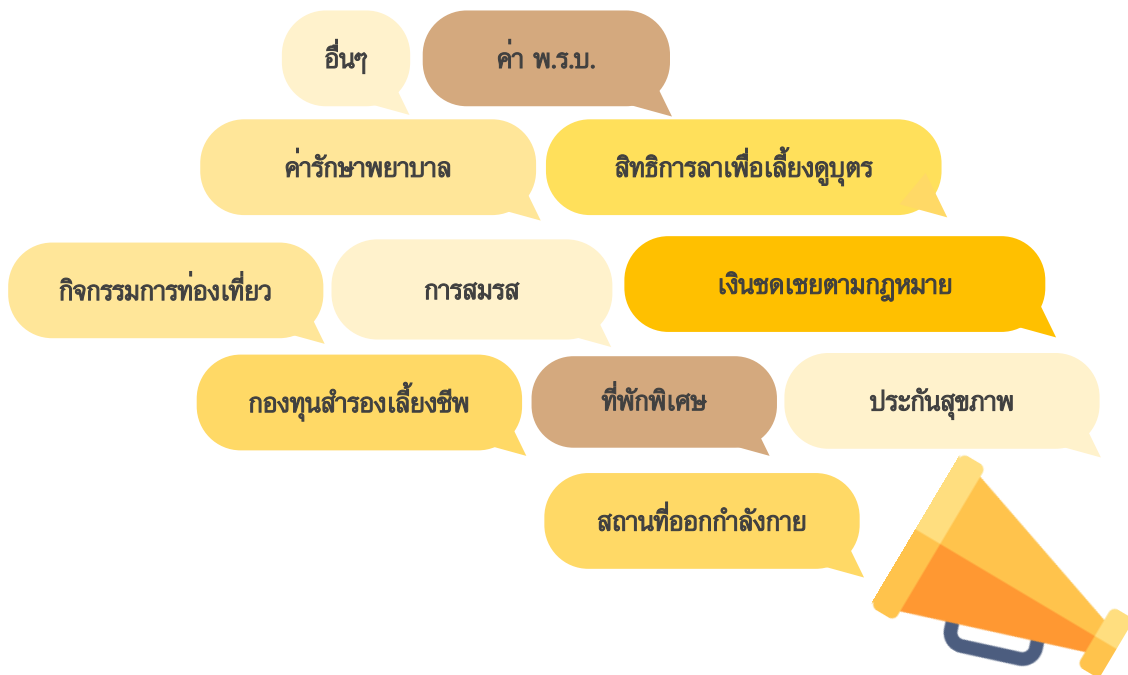 อื่นๆ
ค่า พ.ร.บ.
ค่ารักษาพยาบาล
สิทธิการลาเพื่อเลี้ยงดูบุตร
กิจกรรมการท่องเที่ยว
การสมรส
เงินชดเชยตามกฎหมาย
กองทุนสำรองเลี้ยงชีพ
ที่พักพิเศษ
ประกันสุขภาพ
สถานที่ออกกำลังกาย